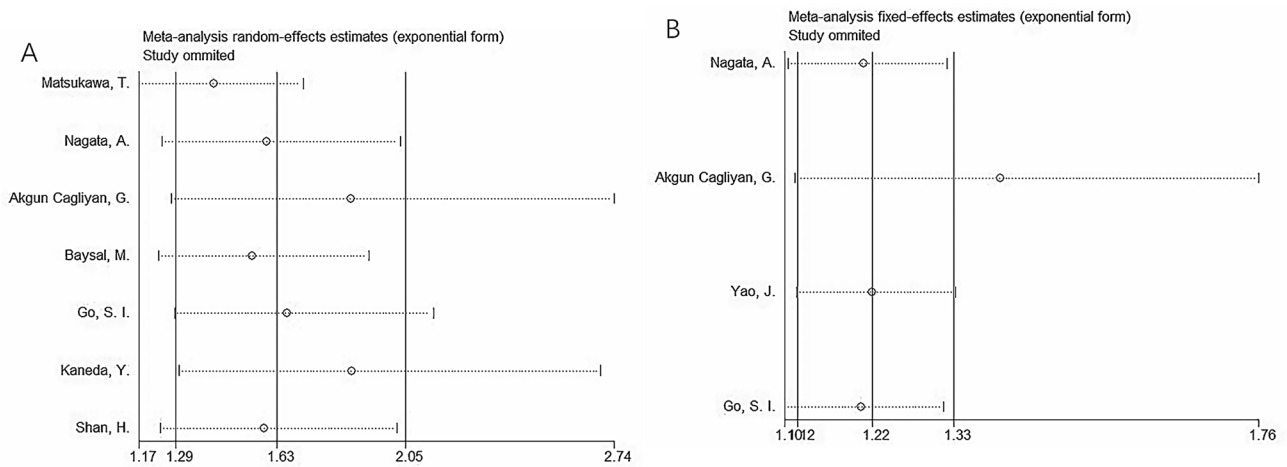 A
Meta-analysis random-effects estimates (exponential form)
Study ommited
Matsukawa, T.
Nagata, A.
Akgun Cagliyan, G.
Baysal, M.
Go, S. I.
Kaneda, Y.
Shan, H.
1.17 1.29 1.63 2.05 2.74
B
Meta-analysis fixed-effects estimates (exponential form)
Study ommited
Nagata, A.
Akgun Cagliyan, G.
Yao, J.
Go, S. I.
1.10 1.12 1.22 1.33 1.76